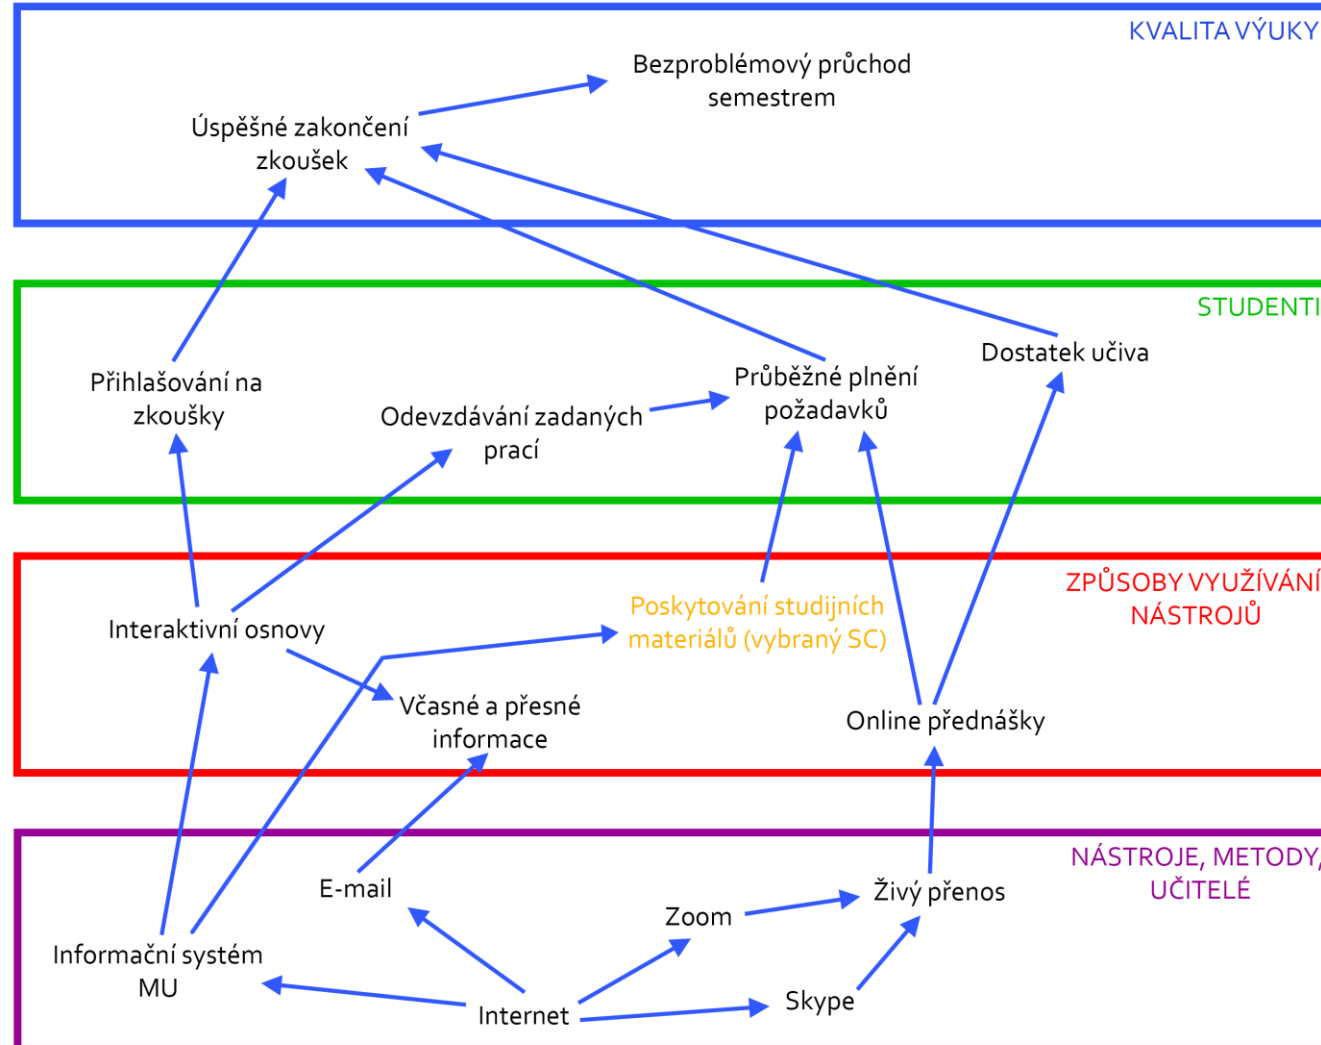 KVALITA VÝUKY
Bezproblémový průchod
semestrem
Úspěšné zakončení
zkoušek
STUDENTI
Dostatek učiva
Přihlašování na
zkoušky
Odevzdávání zadaných
prací
Průběžné plnění
požadavků
ZPŮSOBY VYUŽÍVÁNÍ
NÁSTROJŮ
Interaktivní osnovy
Poskytování studijních
materiálů (vybraný SC)
Včasné a přesné
informace
Online přednášky
NÁSTROJE, METODY,
UČITELÉ
E-mail
Zoom
Živý přenos
Informační systém
MU
Internet
Skype